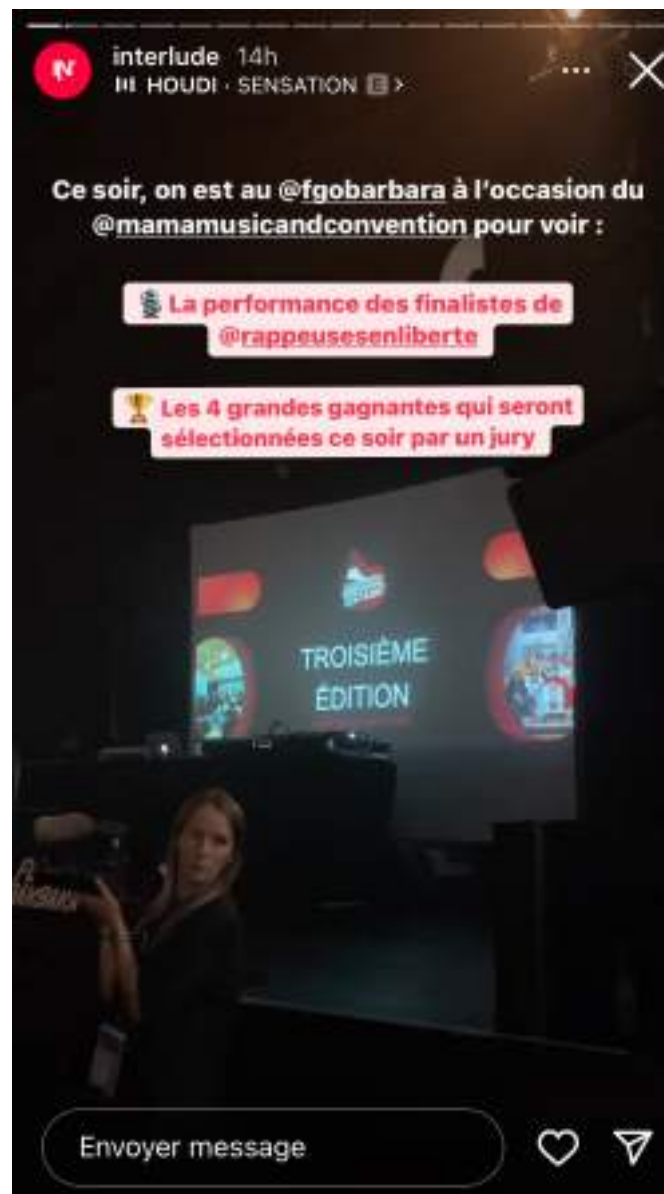 interlude 14h
HOUDI · SENSATION E >
Ce soir, on est au @fgobarbara à l'occasion du
@mamamusicandconvention pour voir :
La performance des finalistes de
@rappeusesenliberte
Les 4 grandes gagnantes qui seront
sélectionnées ce soir par un jury
TROISIÈME
ÉDITION
Envoyer message